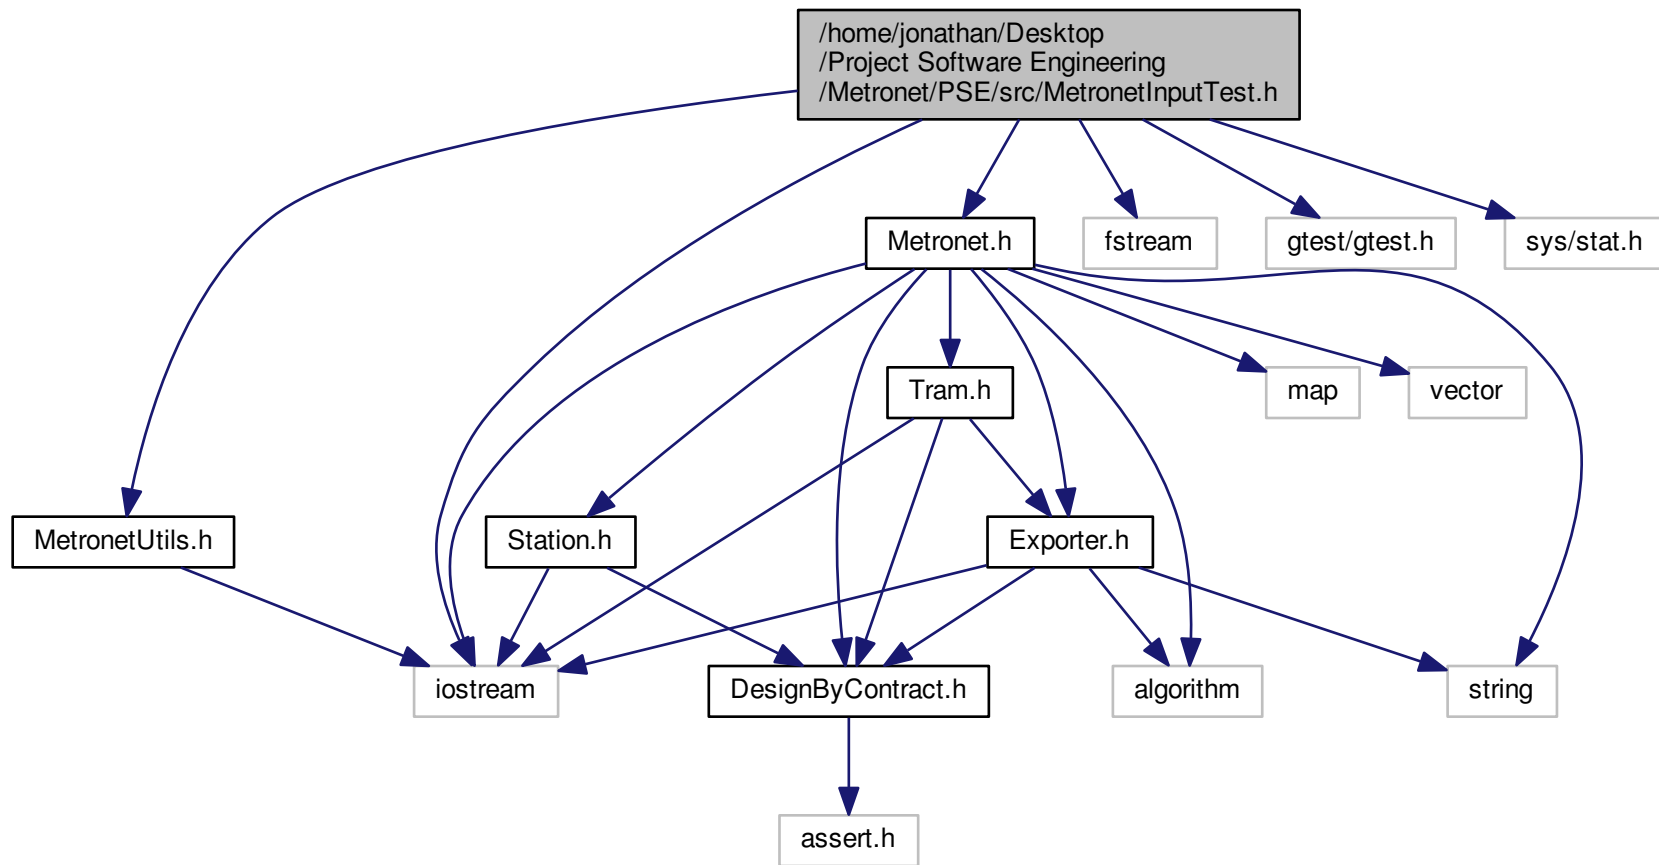 /home/jonathan/Desktop
/Project Software Engineering
/Metronet/PSE/src/MetronetInputTest.h
Metronet.h
fstream
gtest/gtest.h
sys/stat.h
Tram.h
map
vector
MetronetUtils.h
Station.h
Exporter.h
iostream
DesignByContract.h
algorithm
string
assert.h